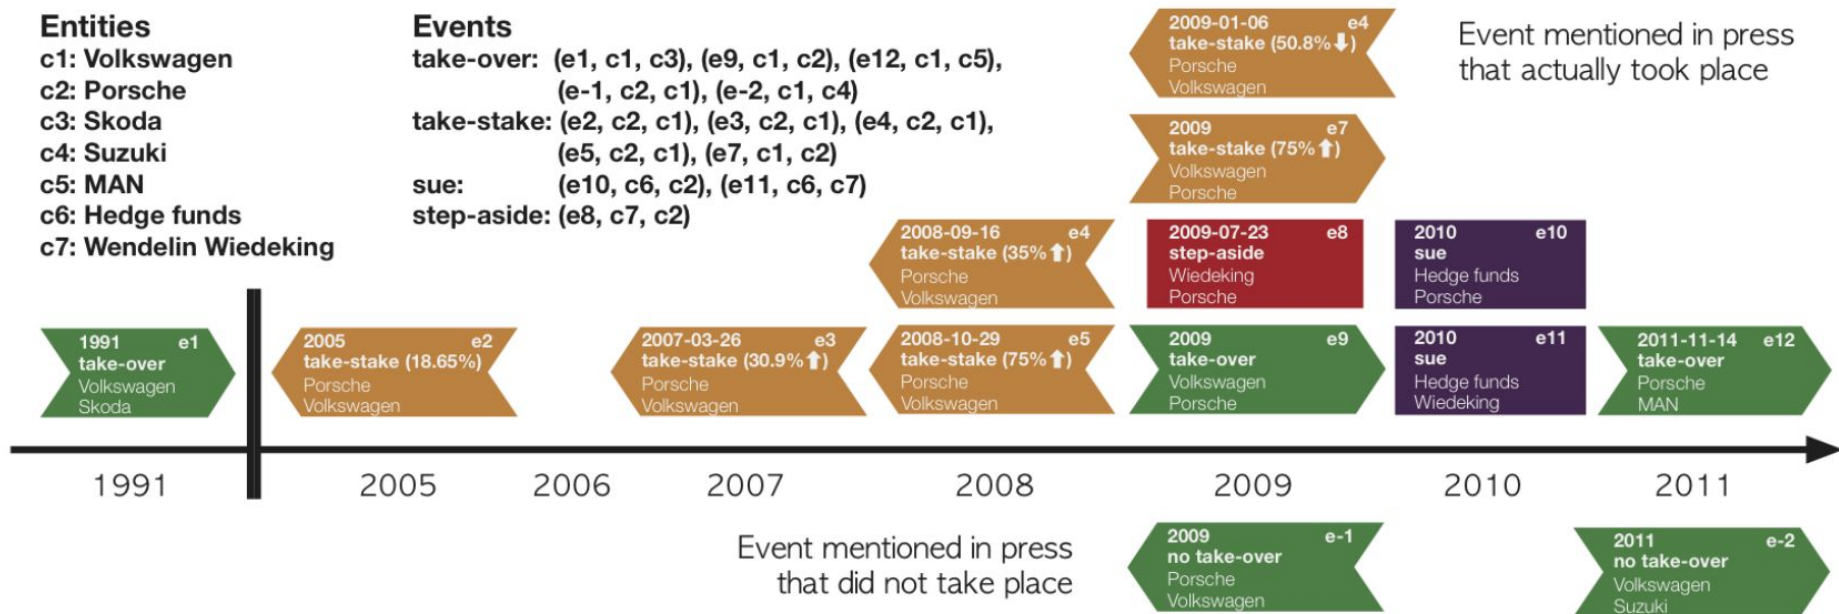 Entities
c1: Volkswagen
c2: Porsche
c3: Skoda
c4: Suzuki
c5: MAN
c6: Hedge funds
c7: Wendelin Wiedeking
Events
take-over: (e1, c1, c3), (e9, c1, c2), (e12, c1, c5),
(e-1, c2, c1), (e-2, c1, c4)
take-stake: (e2, c2, c1), (e3, c2, c1), (e4, c2, c1),
(e5, c2, c1), (e7, c1, c2)
sue: (e10, c6, c2), (e11, c6, c7)
step-aside: (e8, c7, c2)
2009-01-06 e4
take-stake (50.8%⬇)
Porsche
Volkswagen
Event mentioned in press
that actually took place
2009 e7
take-stake (75%⬆)
Volkswagen
Porsche
2008-09-16 e4
take-stake (35%⬆)
Porsche
Volkswagen
2009-07-23 e8
step-aside
Wiedeking
Porsche
2010 e10
sue
Hedge funds
Porsche
1991 e1
take-over
Volkswagen
Skoda
2005 e2
take-stake (18.65%)
Porsche
Volkswagen
2007-03-26 e3
take-stake (30.9%⬆)
Porsche
Volkswagen
2008-10-29 e5
take-stake (75%⬆)
Porsche
Volkswagen
2009 e9
take-over
Volkswagen
Porsche
2010 e11
sue
Hedge funds
Wiedeking
2011-11-14 e12
take-over
Porsche
MAN
1991
2005
2006
2007
2008
2009
2010
2011
Event mentioned in press
that did not take place
2009 e-1
no take-over
Porsche
Volkswagen
2011 e-2
no take-over
Volkswagen
Suzuki